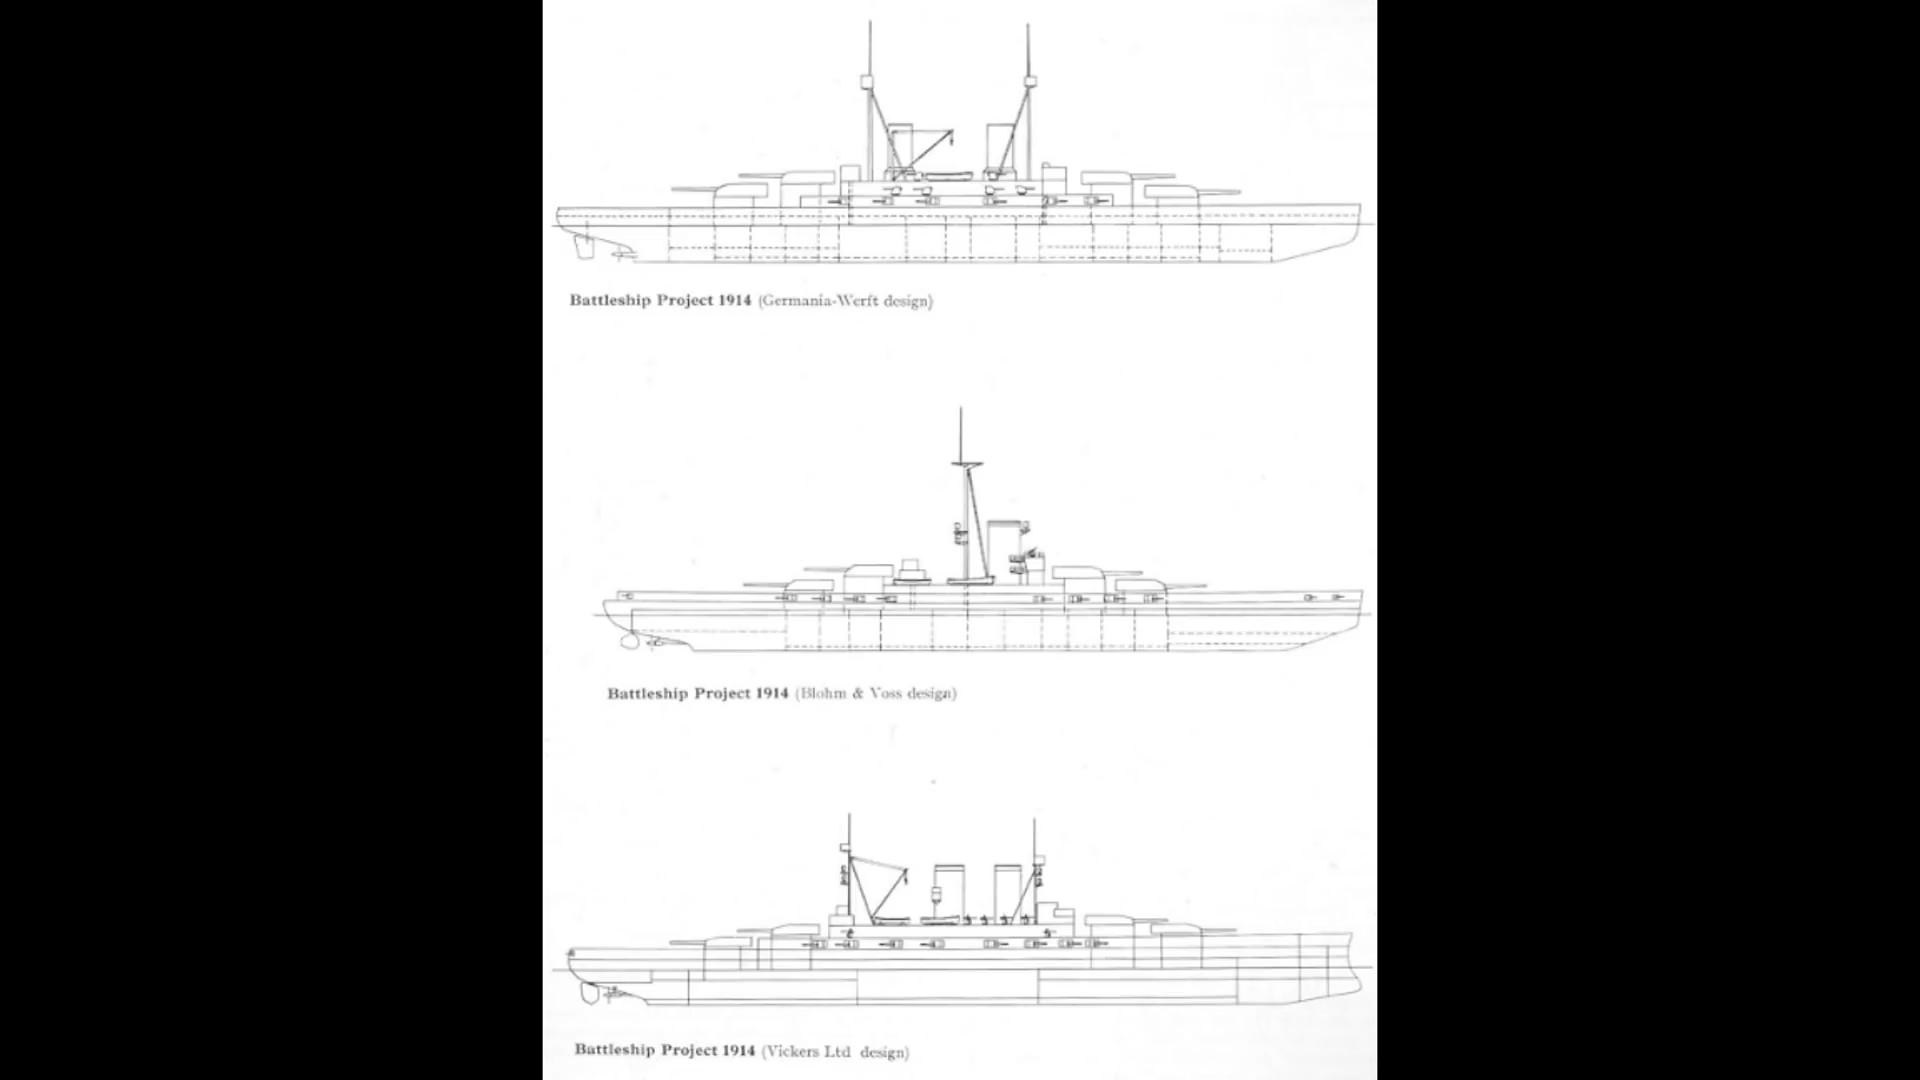 Battleship Project 1914 (Germania-Werft design)
Battleship Project 1914 (Blohm & Voss design)
Battleship Project 1914 (Vickers Ltd design)